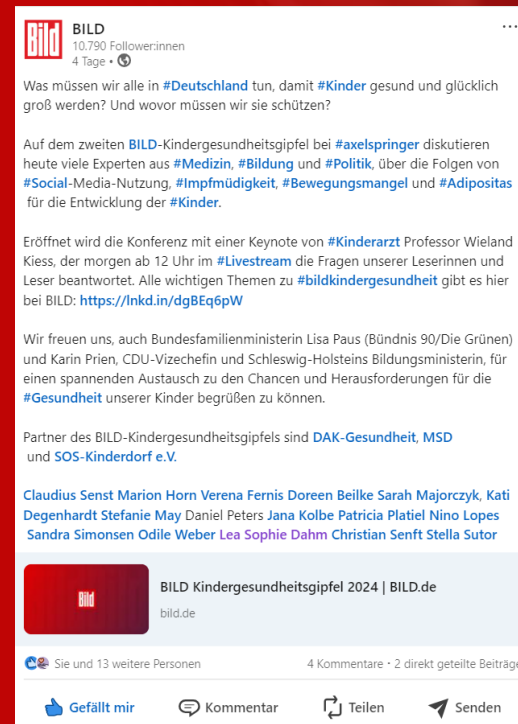 Bild
BILD
10.790 Follower:innen
4 Tage •
Was müssen wir alle in #Deutschland tun, damit #Kinder gesund und glücklich
groß werden? Und wovor müssen wir sie schützen?
Auf dem zweiten BILD-Kindergesundheitsgipfel bei #axelspringer diskutieren
heute viele Experten aus #Medizin, #Bildung und #Politik, über die Folgen von
#Social-Media-Nutzung, #Impfmüdigkeit, #Bewegungsmangel und #Adipositas
für die Entwicklung der #Kinder.
Eröffnet wird die Konferenz mit einer Keynote von #Kinderarzt Professor Wieland
Kiess, der morgen ab 12 Uhr im #Livestream die Fragen unserer Leserinnen und
Leser beantwortet. Alle wichtigen Themen zu #bildkindergesundheit gibt es hier
bei BILD: https://lnkd.in/dgBEq6pW
Wir freuen uns, auch Bundesfamilienministerin Lisa Paus (Bündnis 90/Die Grünen)
und Karin Prien, CDU-Vizechefin und Schleswig-Holsteins Bildungsministerin, für
einen spannenden Austausch zu den Chancen und Herausforderungen für die
#Gesundheit unserer Kinder begrüßen zu können.
Partner des BILD-Kindergesundheitsgipfels sind DAK-Gesundheit, MSD
und SOS-Kinderdorf e.V.
Claudius Senst Marion Horn Verena Fernis Doreen Beilke Sarah Majorczyk, Kati
Degenhardt Stefanie May Daniel Peters Jana Kolbe Patricia Platiel Nino Lopes
Sandra Simonsen Odile Weber Lea Sophie Dahm Christian Senft Stella Sutor
Bild
BILD Kindergesundheitsgipfel 2024 | BILD.de
bild.de
Sie und 13 weitere Personen 4 Kommentare • 2 direkt geteilte Beiträge
Gefällt mir Kommentar Teilen Senden